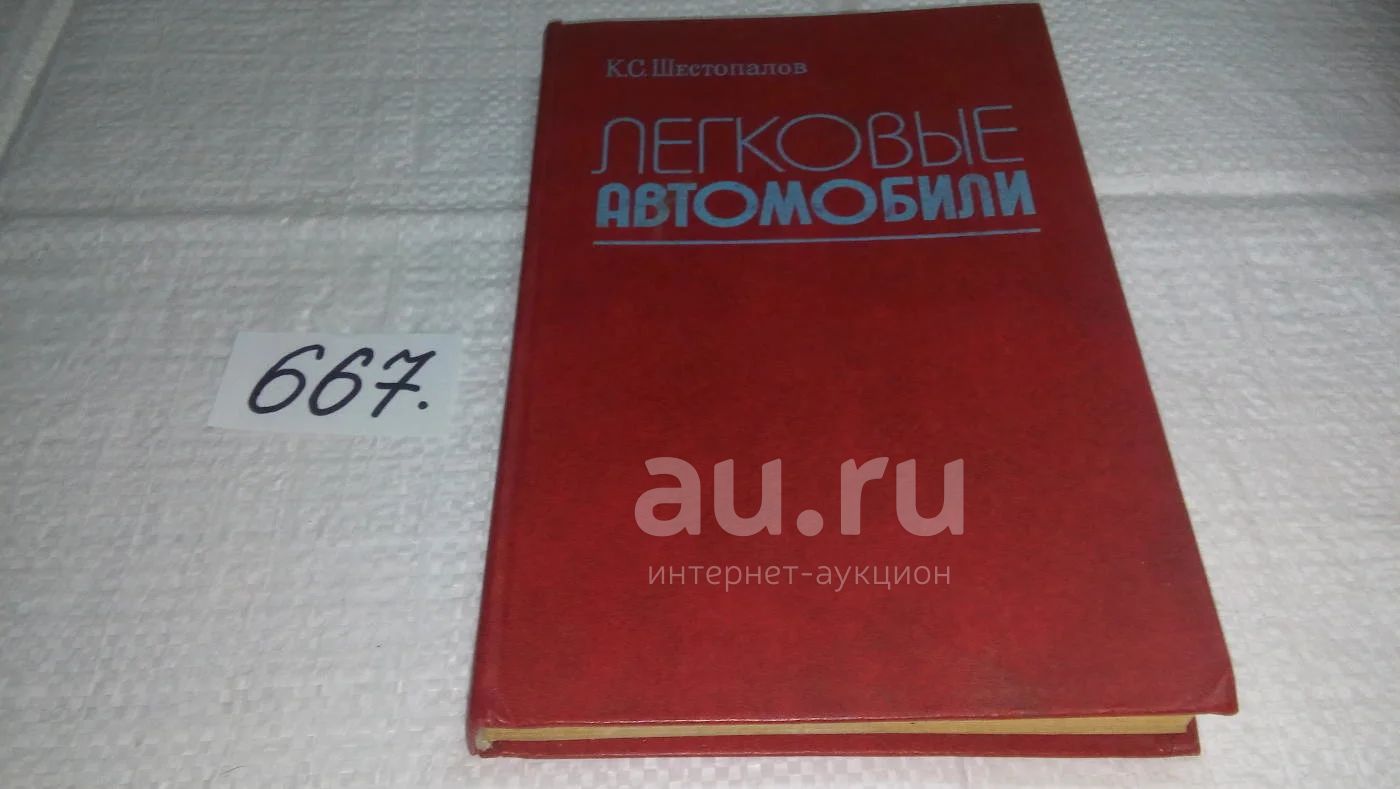 К.С. Шестопалов
ЛЕГКОВЫЕ
АВТОМОБИЛИ
667.
au.ru
интернет-аукцион